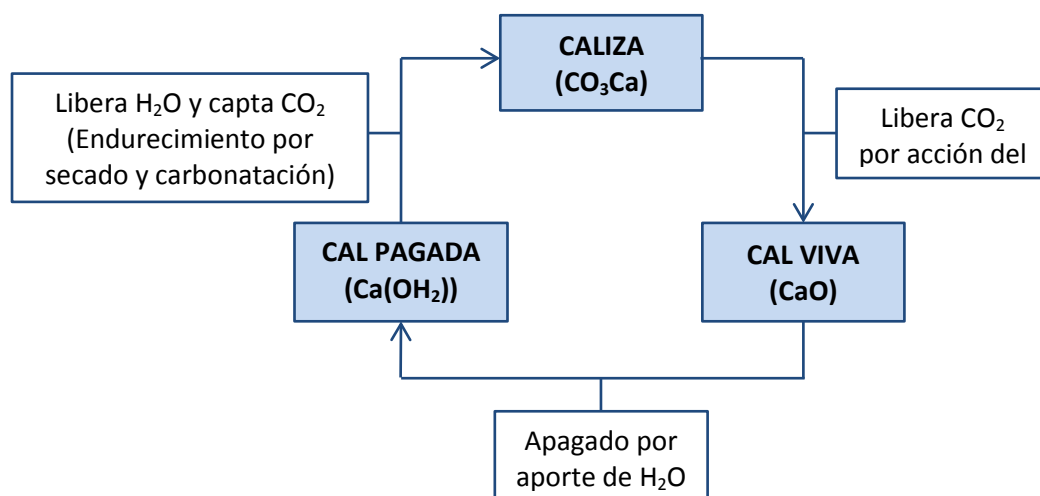 CALIZA
(CO₃Ca)
Libera H₂O y capta CO₂
(Endurecimiento por
secado y carbonatación)
Libera CO₂
por acción del
CAL PAGADA
(Ca(OH₂))
CAL VIVA
(CaO)
Apagado por
aporte de H₂O